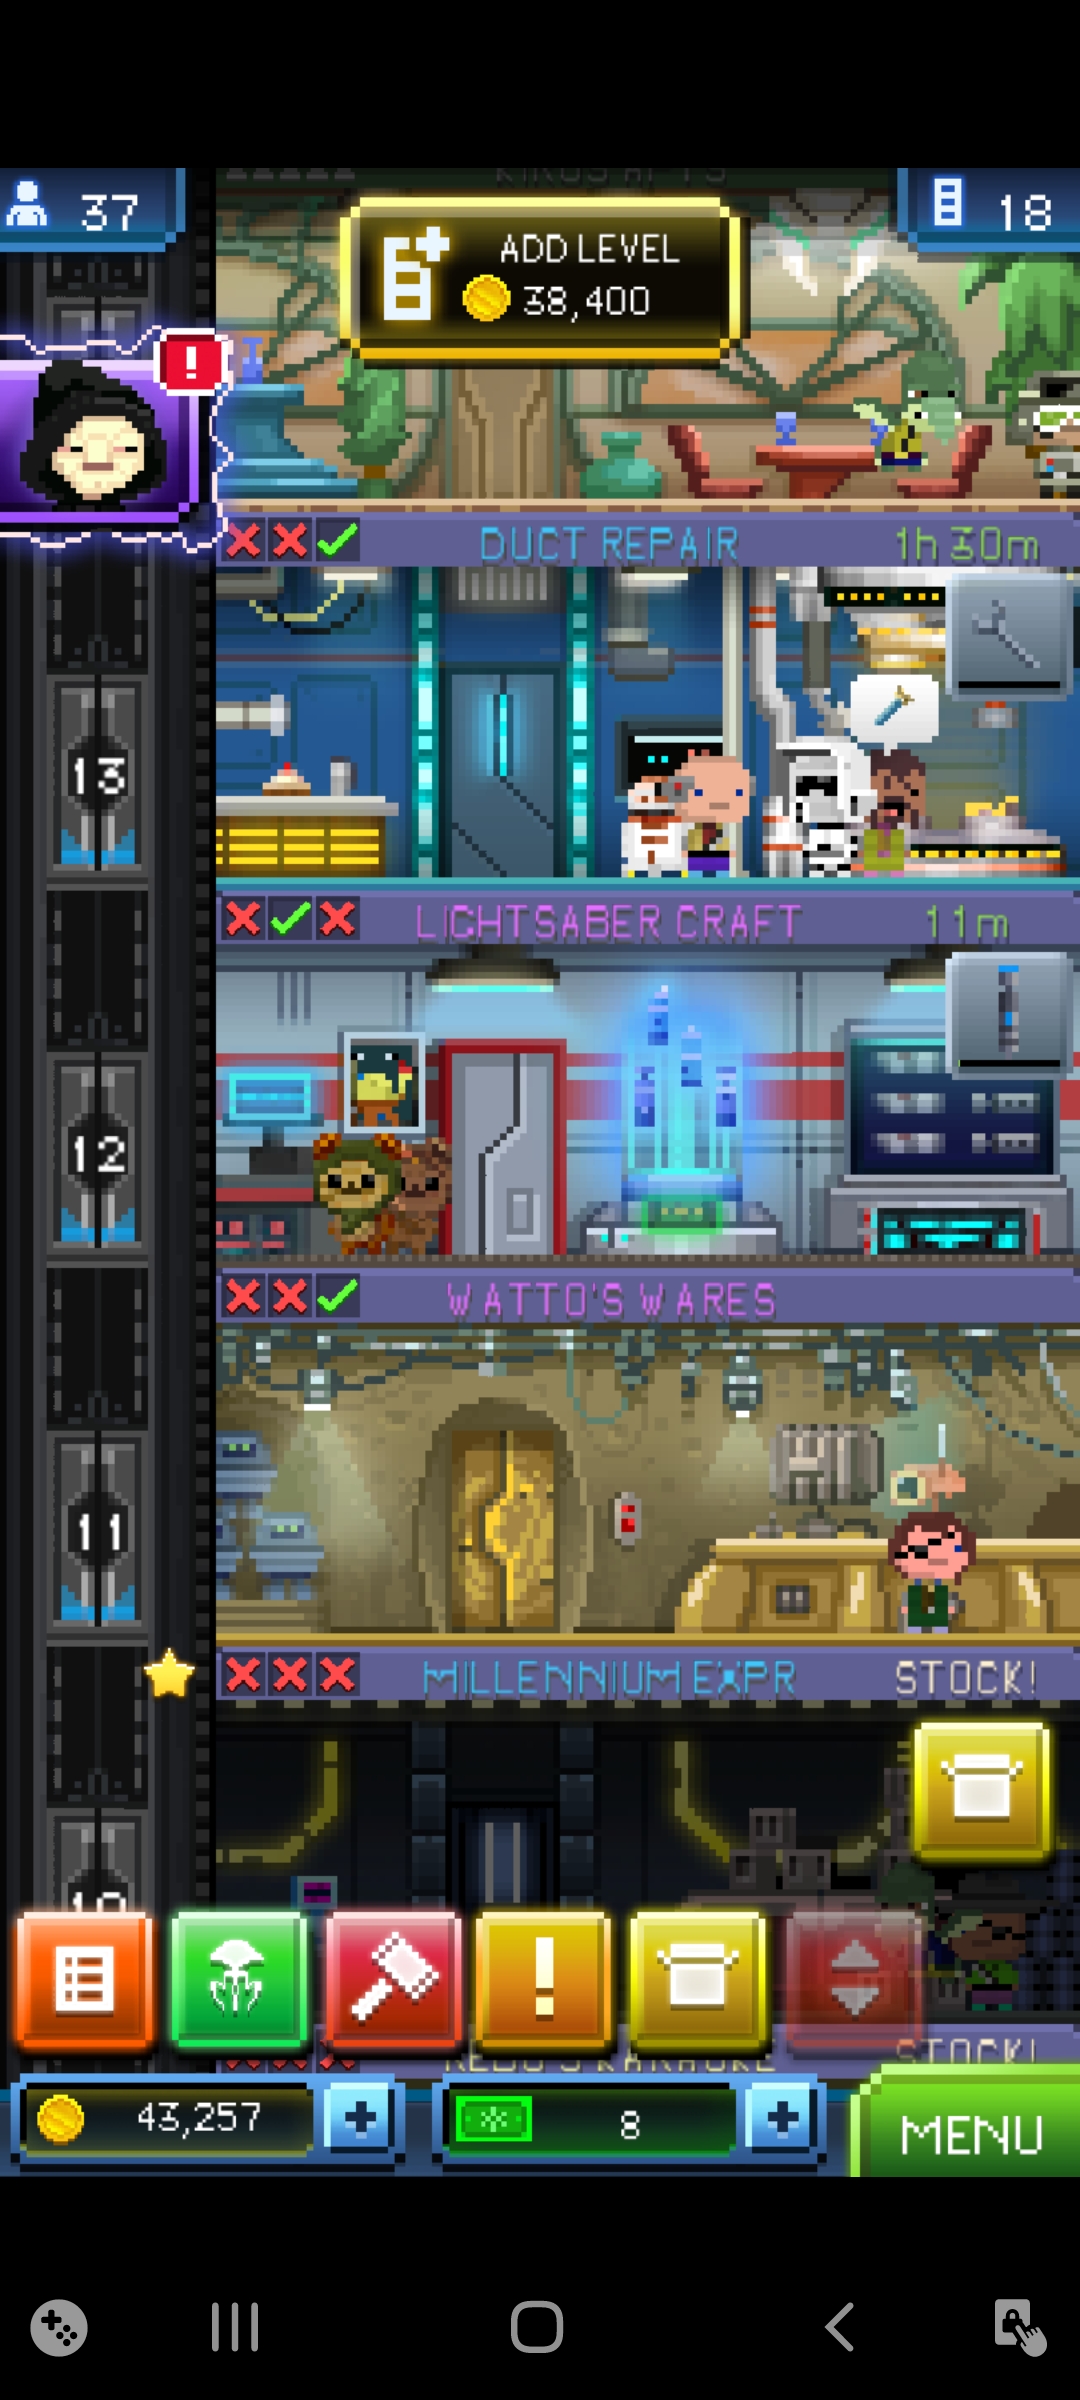 37
18
ADD LEVEL
38,400
DUCT REPAIR 1h 30m
13
LIGHTSABER CRAFT 11m
12
WATTO'S WARES
11
MILLENNIUM EXPR STOCK!
10
STOCK!
43,257
8
MENU